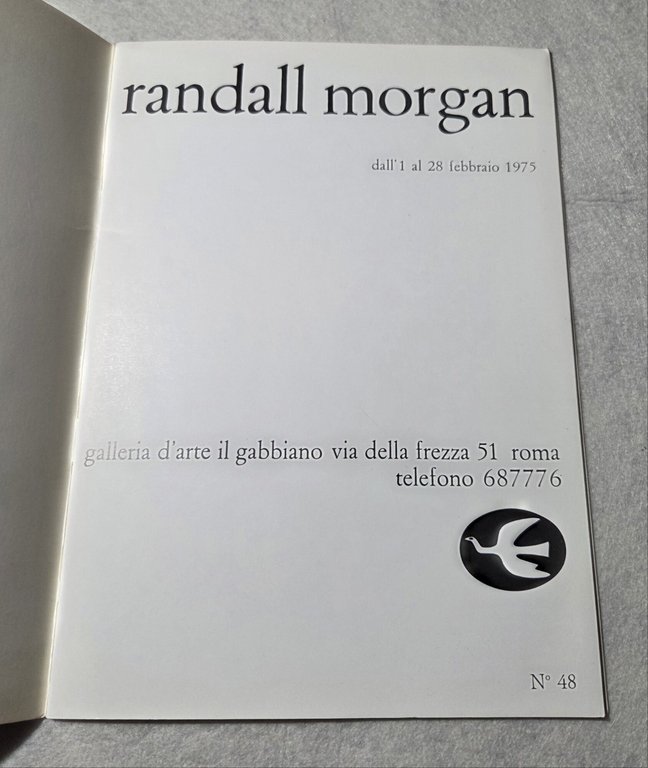 randall morgan
dall'1 al 28 febbraio 1975
galleria d'arte il gabbiano via della frezza 51 roma
telefono 687776
N° 48